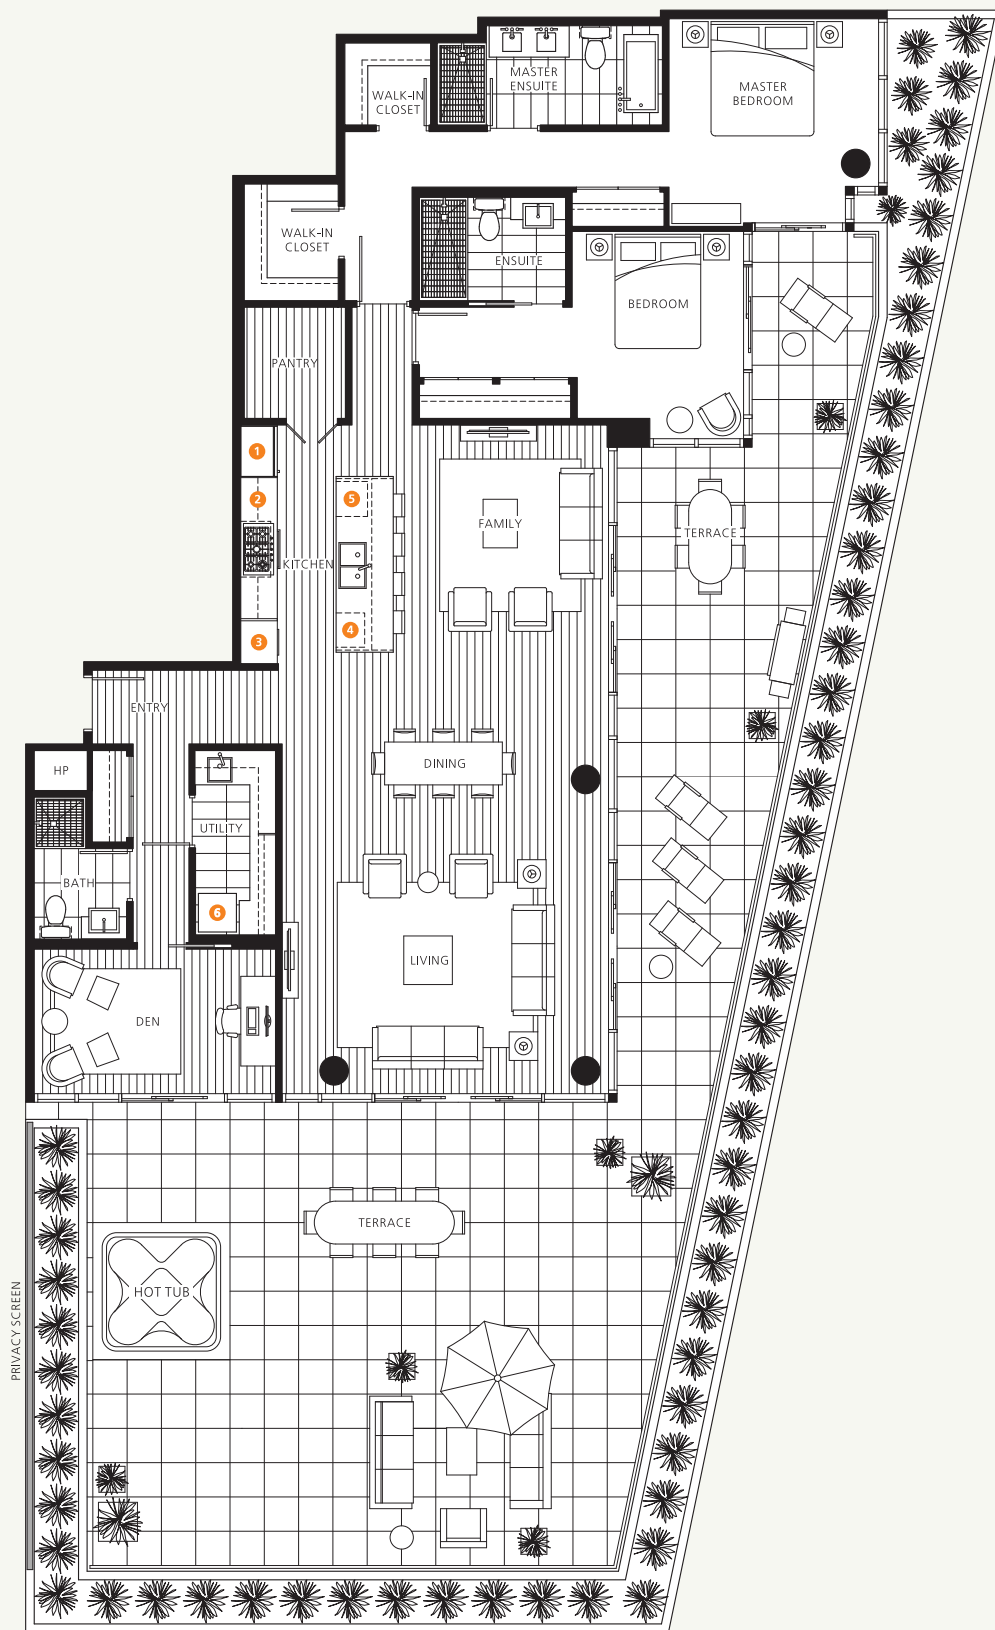 MASTER
ENSUITE
WALK-IN
CLOSET
MASTER
BEDROOM
WALK-IN
CLOSET
ENSUITE
BEDROOM
PANTRY
1
2
5
FAMILY
TERRACE
KITCHEN
4
3
ENTRY
HP
DINING
UTILITY
BATH
6
LIVING
DEN
TERRACE
HOT TUB
PRIVACY SCREEN